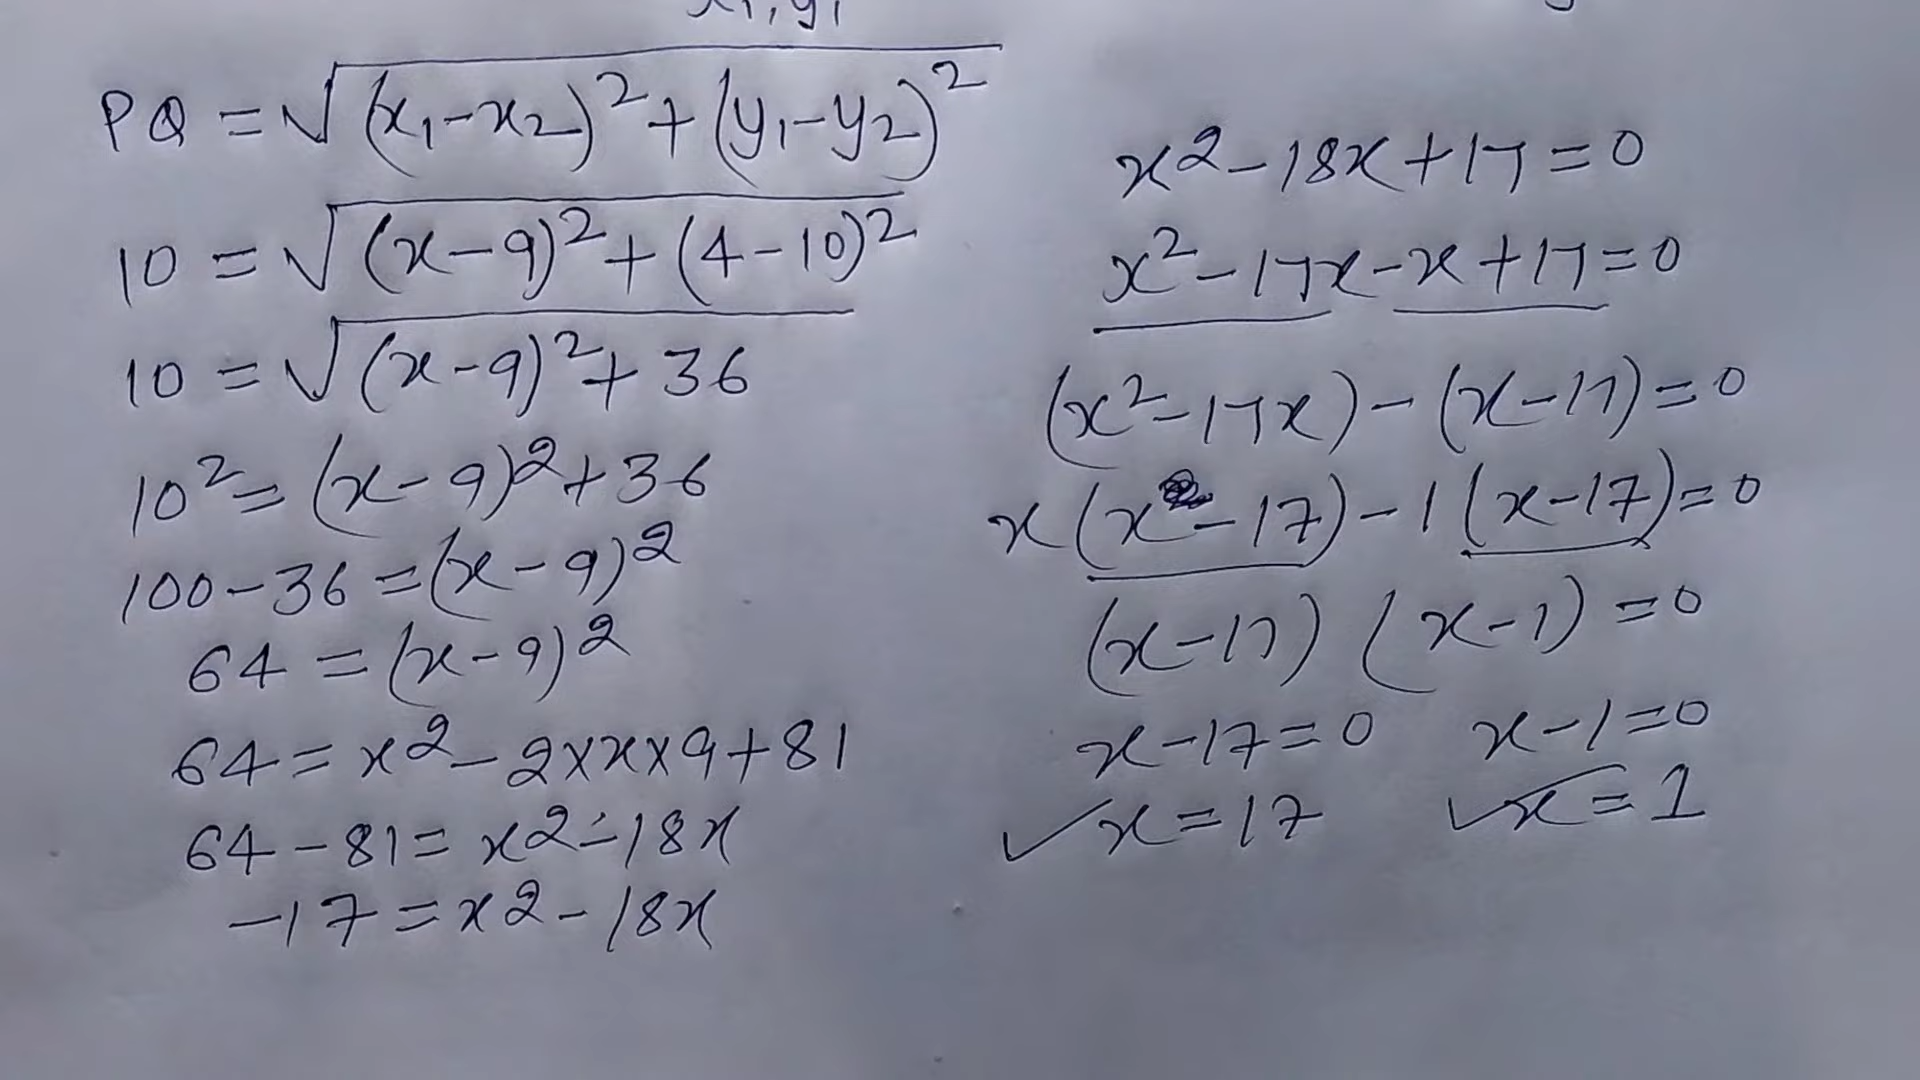 x₁, y₁
PQ = √(x₁-x₂)² + (y₁-y₂)²
10 = √(x-9)² + (4-10)²
10 = √(x-9)² + 36
10² = (x-9)² + 36
100-36 = (x-9)²
64 = (x-9)²
64 = x² - 2×x×9 + 81
64-81 = x² - 18x
-17 = x² - 18x
x² - 18x + 17 = 0
x² - 17x - x + 17 = 0
(x² - 17x) - (x-17) = 0
x(x - 17) - 1(x-17) = 0
(x-17) (x-1) = 0
x-17 = 0 x-1 = 0
✓x = 17 ✓x = 1